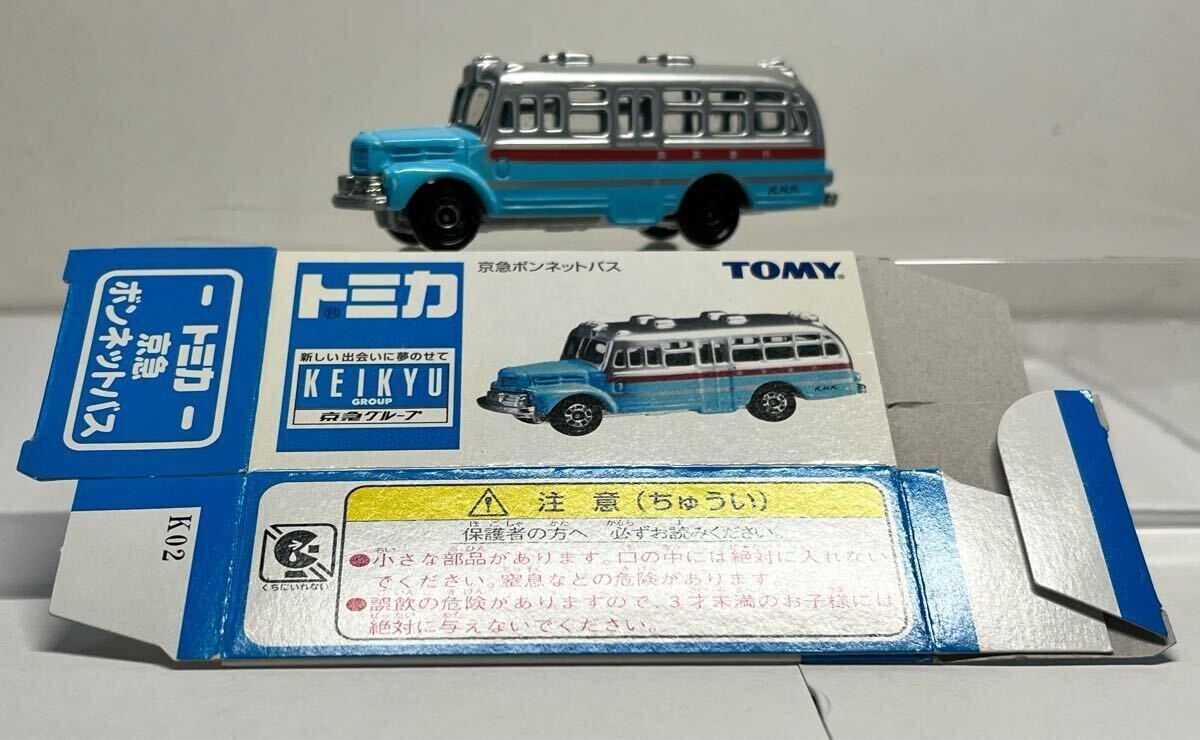 京浜急行
K.H.K.
トミカ
京急
ボンネットバス
トミカ
京急ボンネットバス
TOMY
新しい出会いに夢のせて
KEIKYU
GROUP
京急グループ
K.H.K.
K02
注意(ちゅうい)
保護者の方へ 必ずお読みください。
くちにいれない
●小さな部品があります。口の中には絶対に入れない
でください。窒息などの危険があります。
●誤飲の危険がありますので、3才未満のお子様には
絶対に与えないでください。